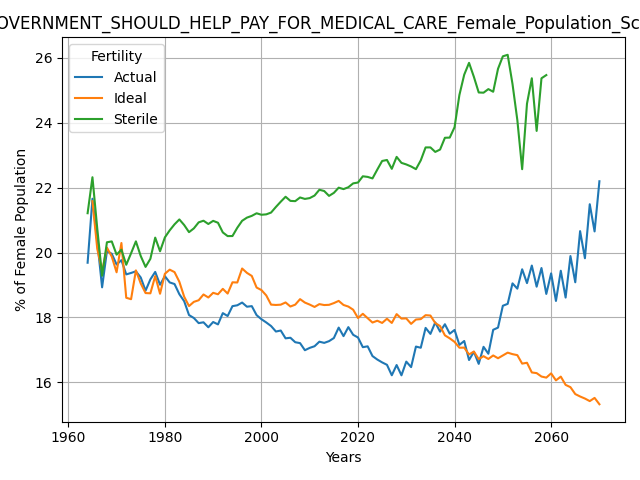 OVERNMENT_SHOULD_HELP_PAY_FOR_MEDICAL_CARE_Female_Population_Sc
Fertility
Actual
Ideal
Sterile
% of Female Population
26
24
22
20
18
16
1960
1980
2000
2020
2040
2060
Years